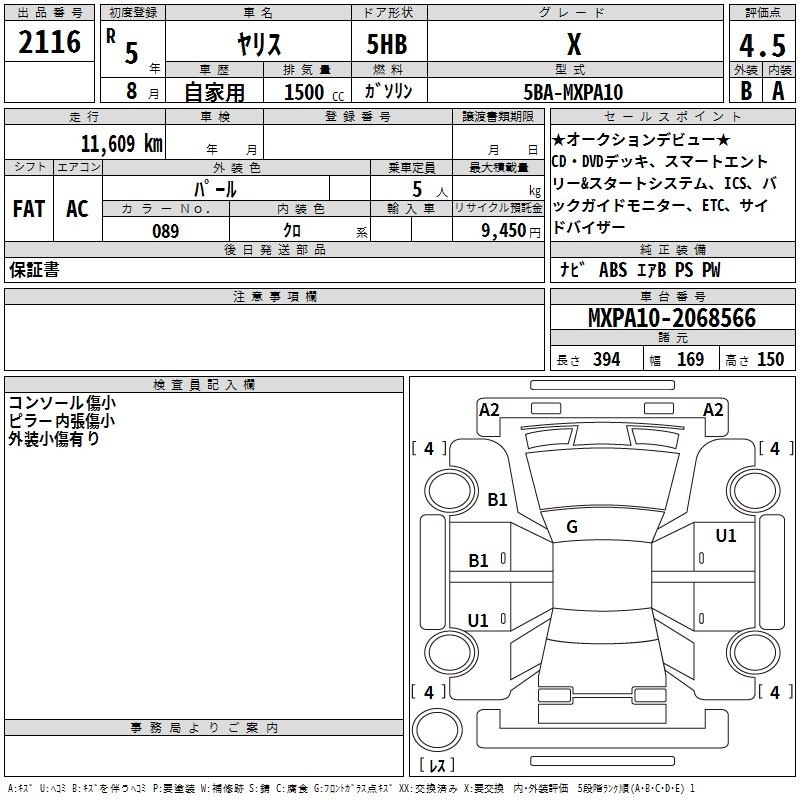 出品番号
2116
初度登録
R 5 年
8 月
車名
ヤリス
ドア形状
5HB
グレード
X
評価点
4.5
車歴
自家用
排気量
1500 CC
燃料
ｶﾞｿﾘﾝ
型式
5BA-MXPA10
外装 内装
B A
走行
11,609 km
車検
年 月
登録番号
譲渡書類期限
月 日
シフト
FAT
エアコン
AC
外装色
ﾊﾟｰﾙ
乗車定員
5 人
最大積載量
kg
カラーNo.
089
内装色
ｸﾛ 系
輸入車
リサイクル預託金
9,450 円
後日発送部品
保証書
セールスポイント
★オークションデビュー★
CD・DVDデッキ、スマートエント
リー&スタートシステム、ICS、バ
ックガイドモニター、ETC、サイ
ドバイザー
純正装備
ﾅﾋﾞ ABS ｴｱB PS PW
注意事項欄
車台番号
MXPA10-2068566
諸元
長さ 394 幅 169 高さ 150
検査員記入欄
コンソール傷小
ピラー内張傷小
外装小傷有り
事務局よりご案内
A2 A2
[ 4 ] [ 4 ]
B1
G
U1
B1
U1
[ 4 ] [ 4 ]
[ ﾚｽ ]
A:ｷｽﾞ U:ﾍｺﾐ B:ｷｽﾞを伴うﾍｺﾐ P:要塗装 W:補修跡 S:錆 C:腐食 G:ﾌﾛﾝﾄｶﾞﾗｽ点ｷｽﾞ XX:交換済み X:要交換 内・外装評価 5段階ﾗﾝｸ順(A・B・C・D・E) 1